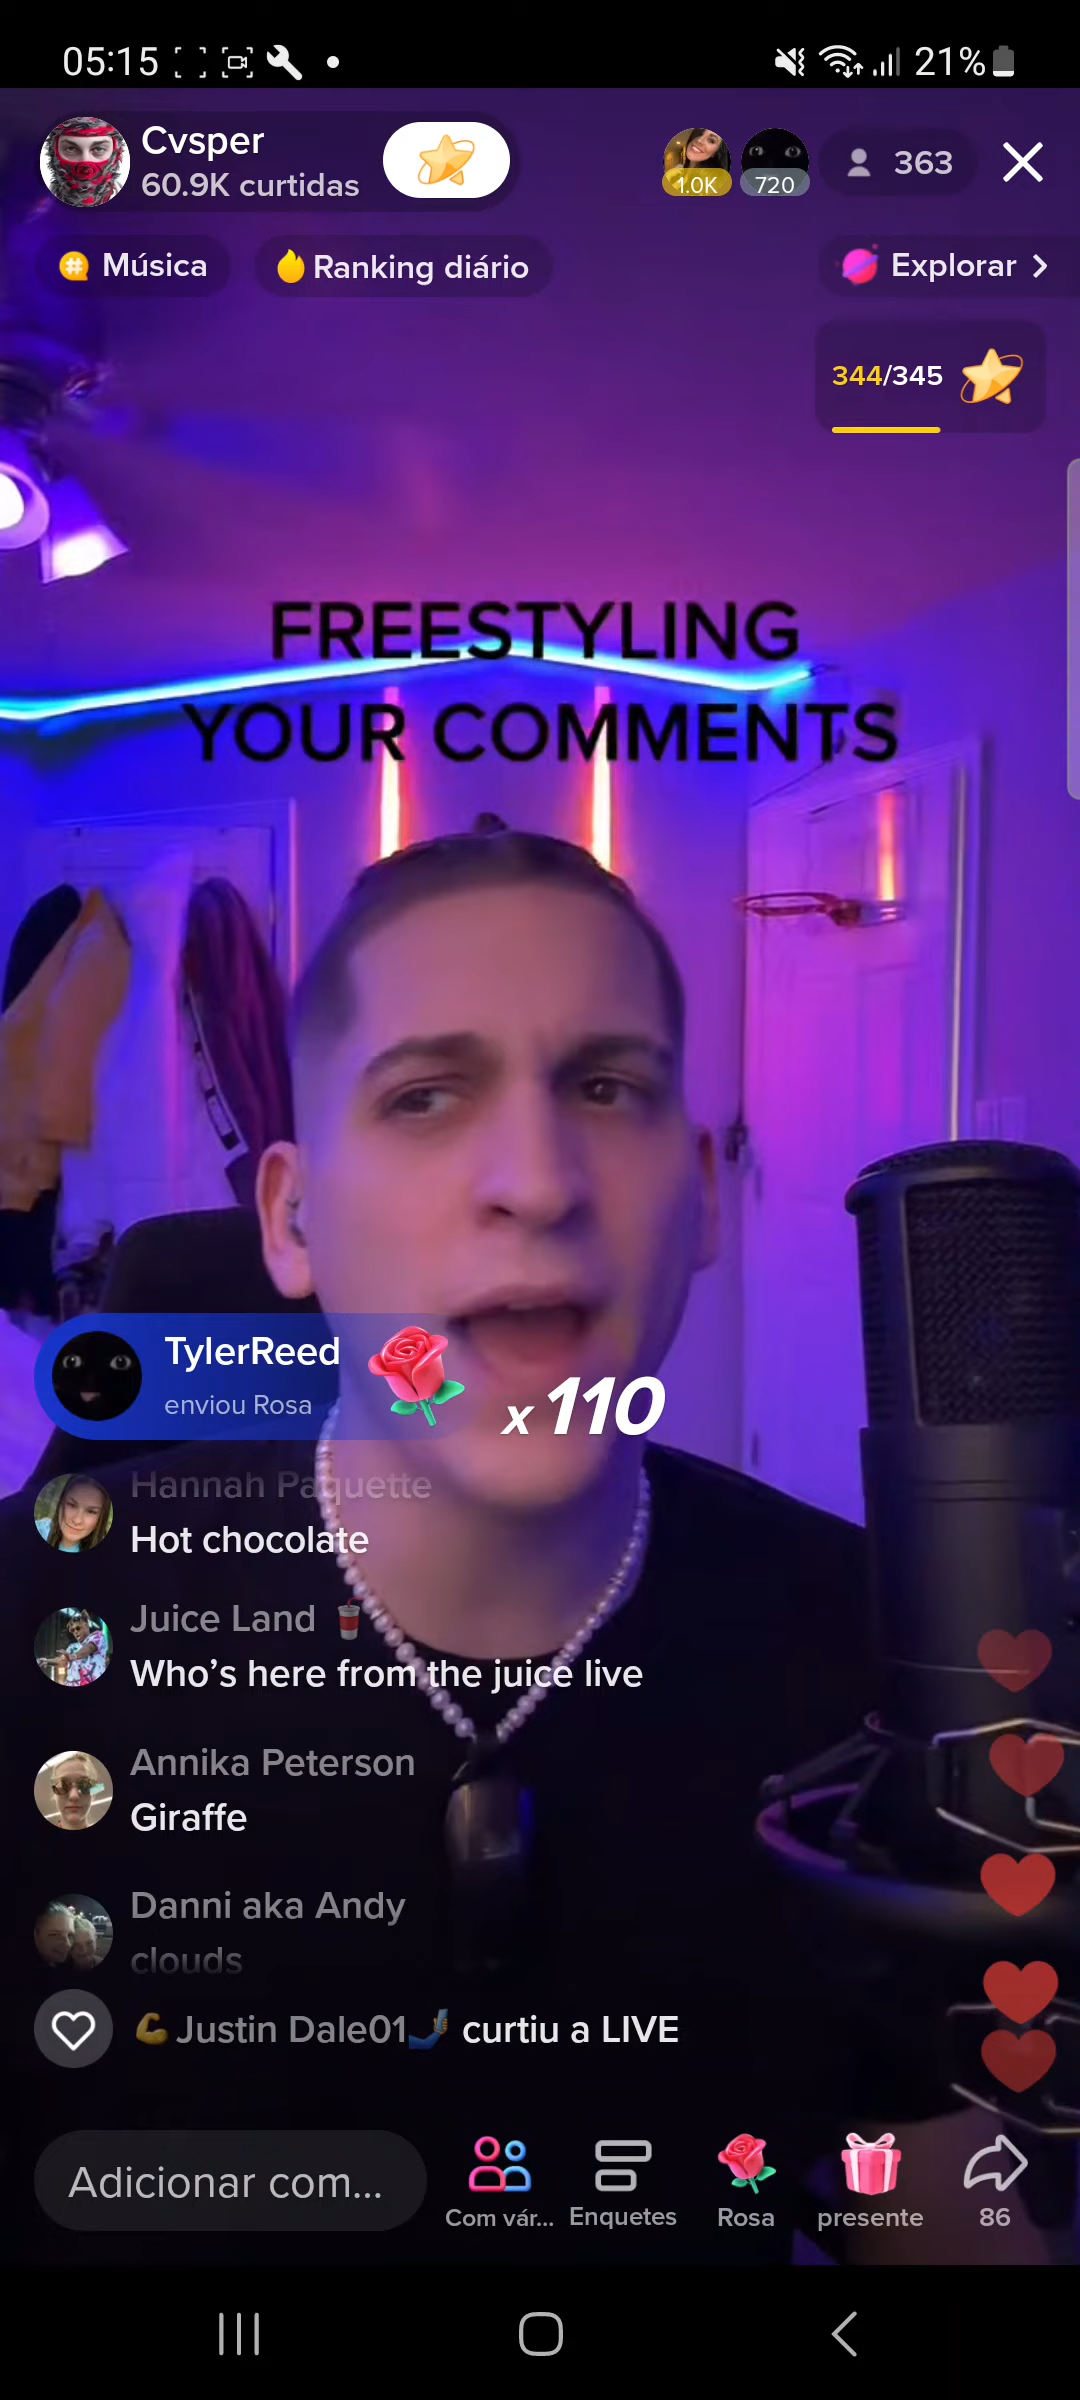 05:15
21%
Cvsper
60.9K curtidas
1.0K
720
363
Música
Ranking diário
Explorar
344/345
FREESTYLING
YOUR COMMENTS
TylerReed
enviou Rosa
x 110
Hannah Paquette
Hot chocolate
Juice Land
Who's here from the juice live
Annika Peterson
Giraffe
Danni aka Andy
clouds
Justin Dale01 curtiu a LIVE
Adicionar com...
Com vár...
Enquetes
Rosa
presente
86